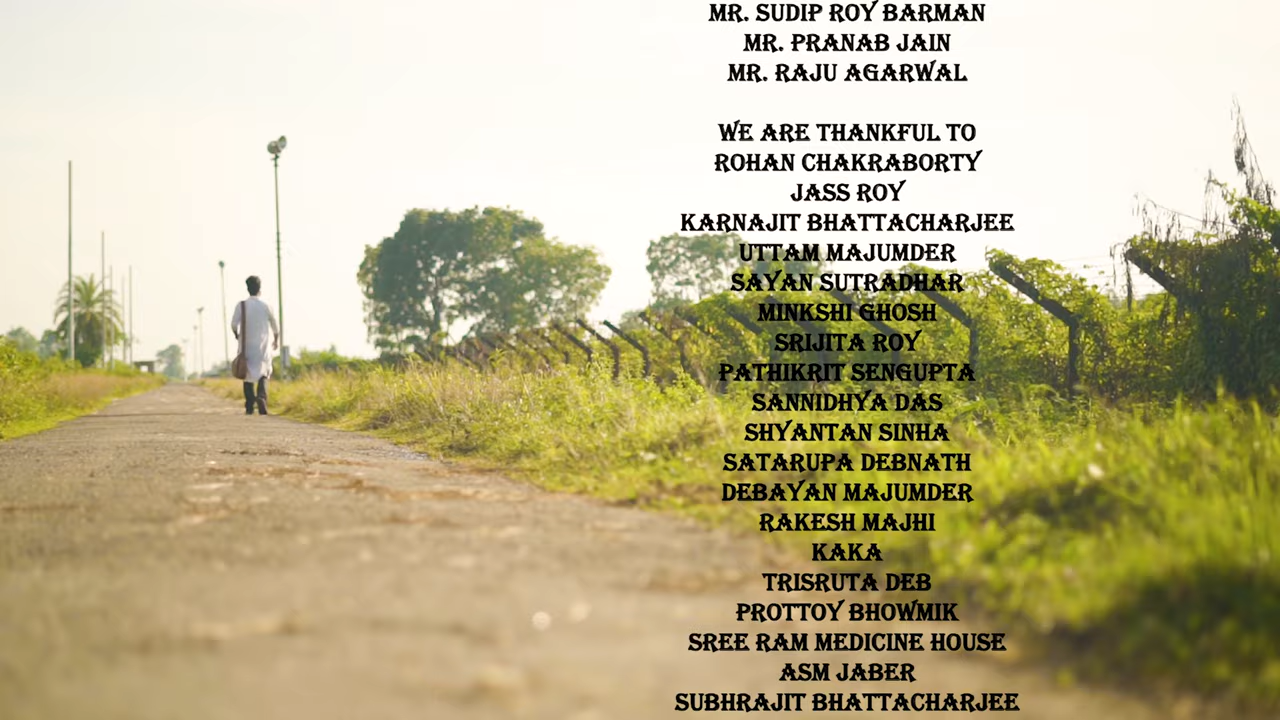 MR. SUDIP ROY BARMAN
MR. PRANAB JAIN
MR. RAJU AGARWAL
WE ARE THANKFUL TO
ROHAN CHAKRABORTY
JASS ROY
KARNAJIT BHATTACHARJEE
UTTAM MAJUMDER
SAYAN SUTRADHAR
MINKSHI GHOSH
SRIJITA ROY
PATHIKRIT SENGUPTA
SANNIDHYA DAS
SHYANTAN SINHA
SATARUPA DEBNATH
DEBAYAN MAJUMDER
RAKESH MAJHI
KAKA
TRISRUTA DEB
PROTTOY BHOWMIK
SREE RAM MEDICINE HOUSE
ASM JABER
SUBHRAJIT BHATTACHARJEE